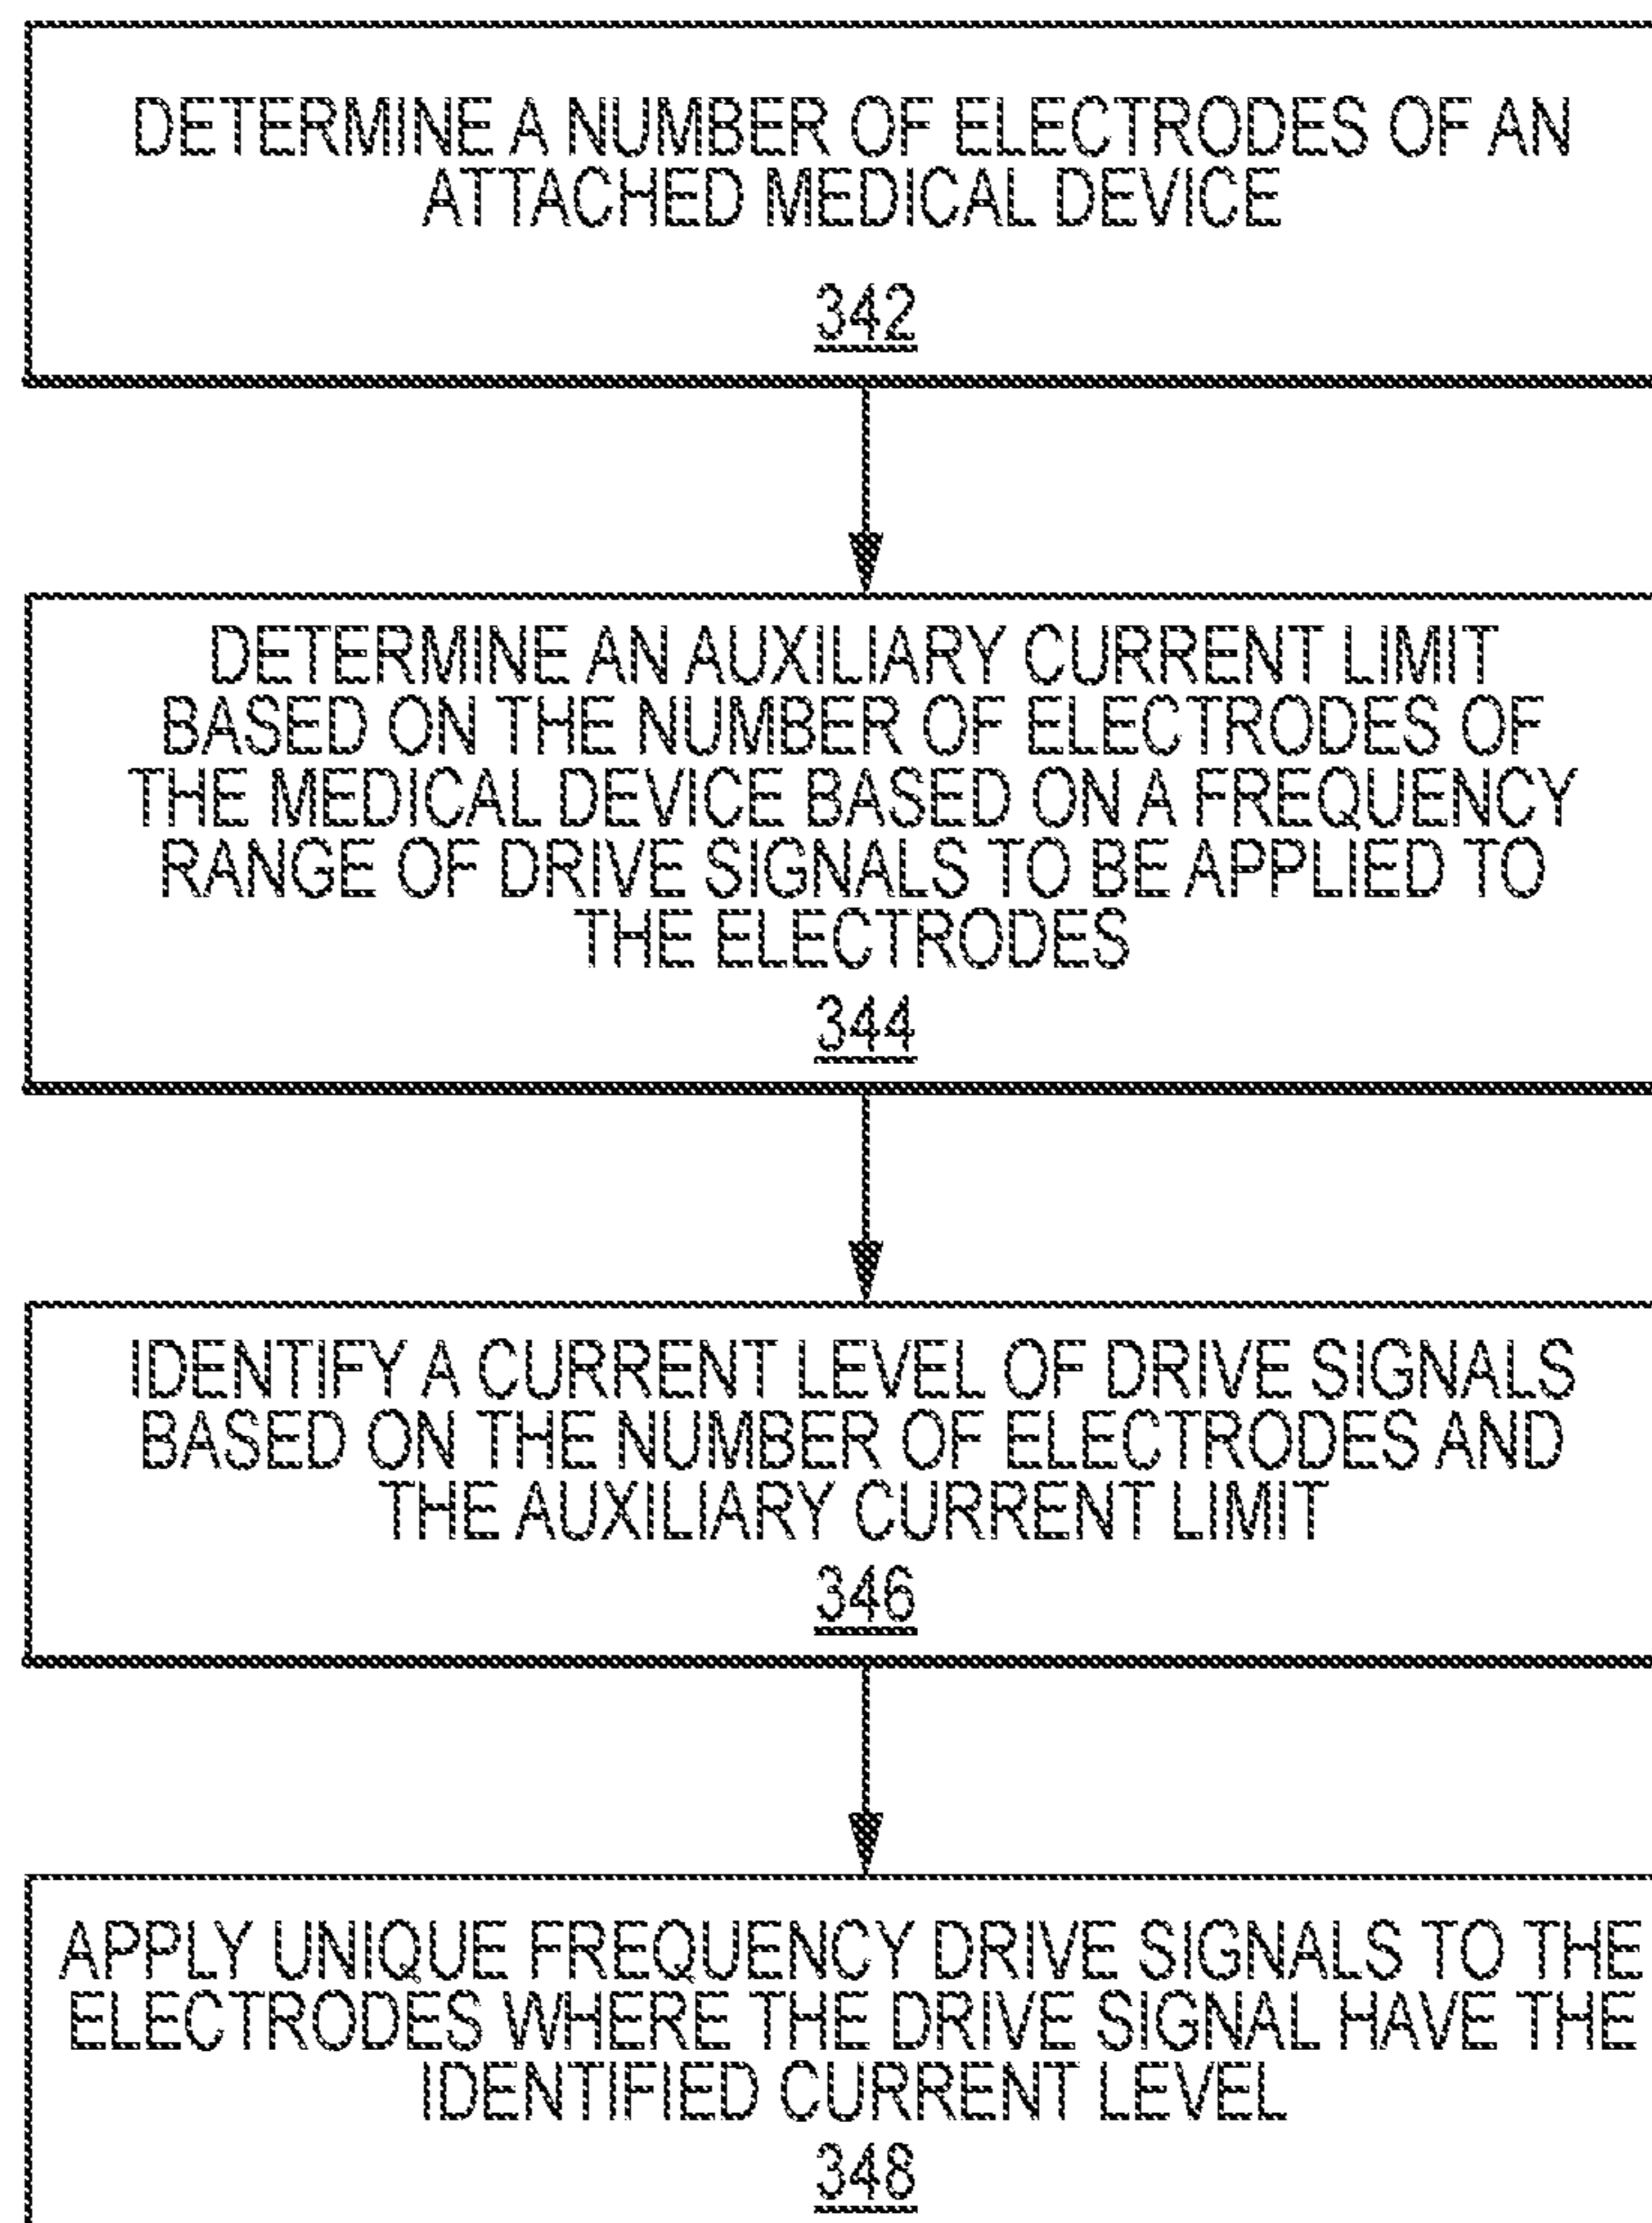 DETERMINE A NUMBER OF ELECTRODES OF AN
ATTACHED MEDICAL DEVICE
342
DETERMINE AN AUXILIARY CURRENT LIMIT
BASED ON THE NUMBER OF ELECTRODES OF
THE MEDICAL DEVICE BASED ON A FREQUENCY
RANGE OF DRIVE SIGNALS TO BE APPLIED TO
THE ELECTRODES
344
IDENTIFY A CURRENT LEVEL OF DRIVE SIGNALS
BASED ON THE NUMBER OF ELECTRODES AND
THE AUXILIARY CURRENT LIMIT
346
APPLY UNIQUE FREQUENCY DRIVE SIGNALS TO THE
ELECTRODES WHERE THE DRIVE SIGNAL HAVE THE
IDENTIFIED CURRENT LEVEL
348